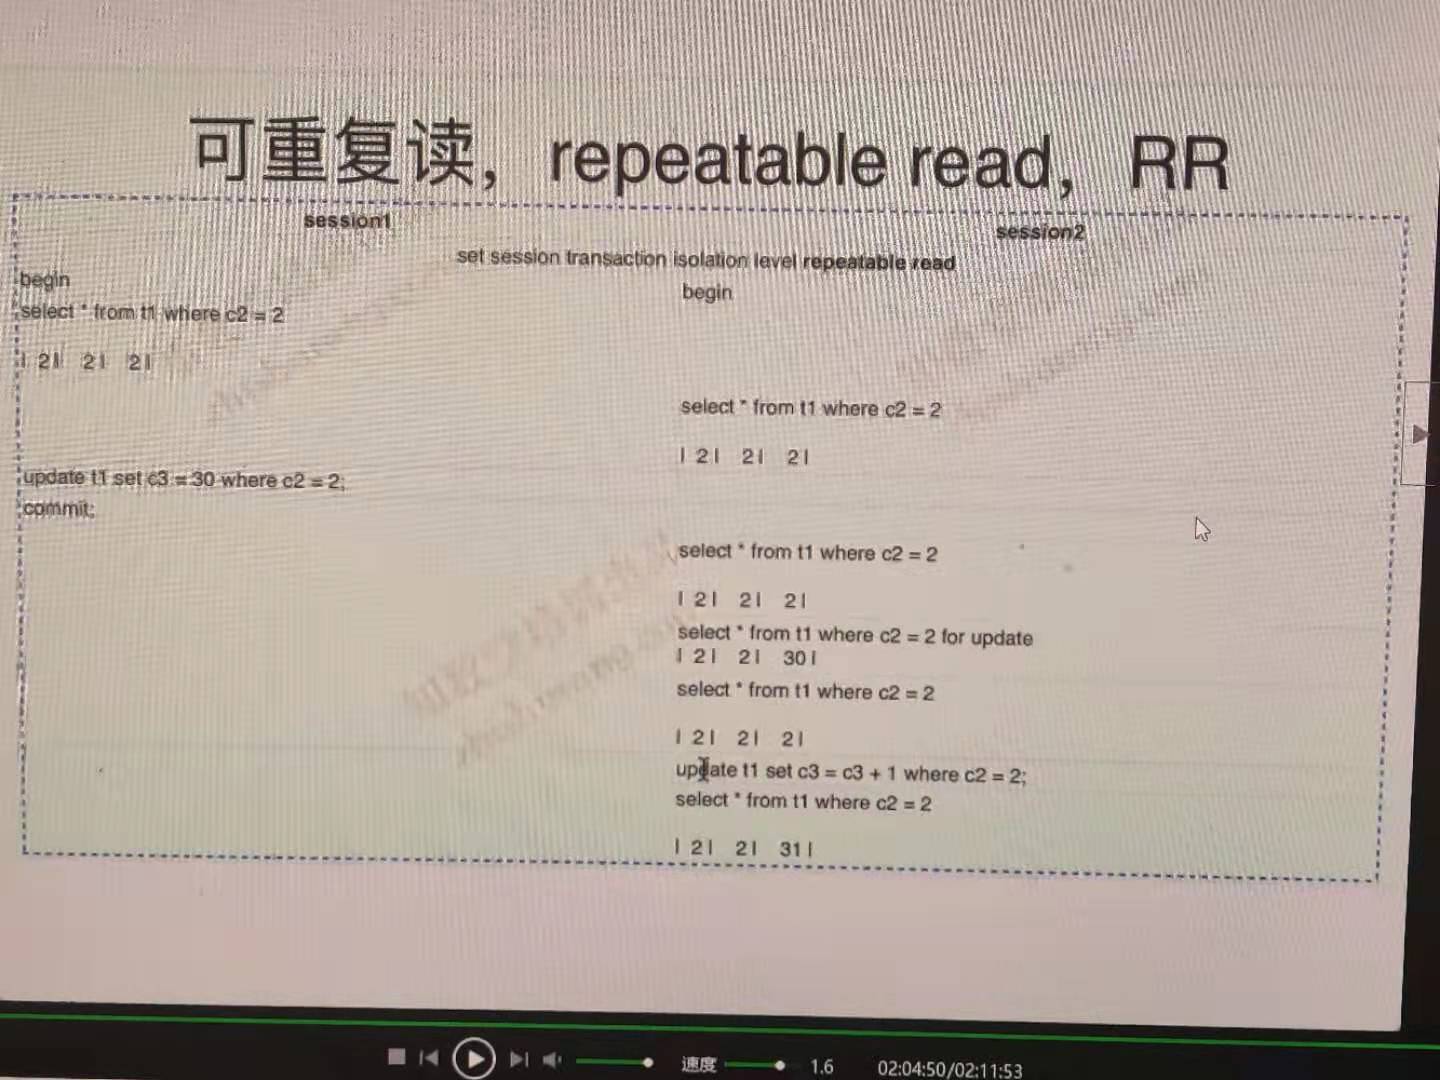 可重复读，repeatable read，RR
session1
session2
set session transaction isolation level repeatable read
begin
begin
select * from t1 where c2 = 2
| 2 | 2 | 2 |
select * from t1 where c2 = 2
| 2 | 2 | 2 |
update t1 set c3 = 30 where c2 = 2;
commit;
select * from t1 where c2 = 2
| 2 | 2 | 2 |
select * from t1 where c2 = 2 for update
| 2 | 2 | 30 |
select * from t1 where c2 = 2
| 2 | 2 | 2 |
update t1 set c3 = c3 + 1 where c2 = 2;
select * from t1 where c2 = 2
| 2 | 2 | 31 |
速度 1.6 02:04:50/02:11:53